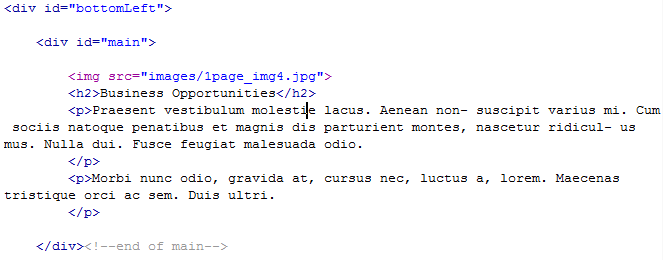 <div id="bottomLeft">
<div id="main">
<img src="images/1page_img4.jpg">
<h2>Business Opportunities</h2>
<p>Praesent vestibulum molestie lacus. Aenean non- suscipit varius mi. Cum
sociis natoque penatibus et magnis dis parturient montes, nascetur ridicul- us
mus. Nulla dui. Fusce feugiat malesuada odio.
</p>
<p>Morbi nunc odio, gravida at, cursus nec, luctus a, lorem. Maecenas
tristique orci ac sem. Duis ultri.
</p>
</div><!--end of main-->